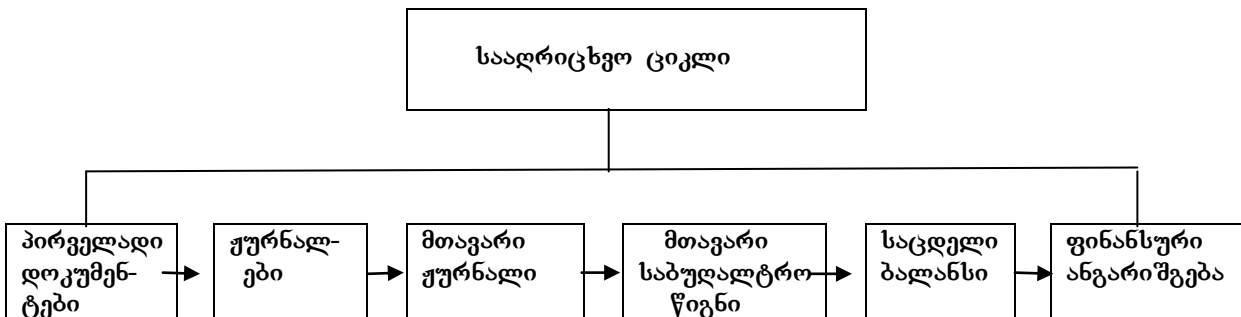 სააღრიცხვო ციკლი
პირველადი
დოკუმენ-
ტები
ჟურნალ-
ები
მთავარი
ჟურნალი
მთავარი
საბუღალტრო
წიგნი
საცდელი
ბალანსი
ფინანსური
ანგარიშგება